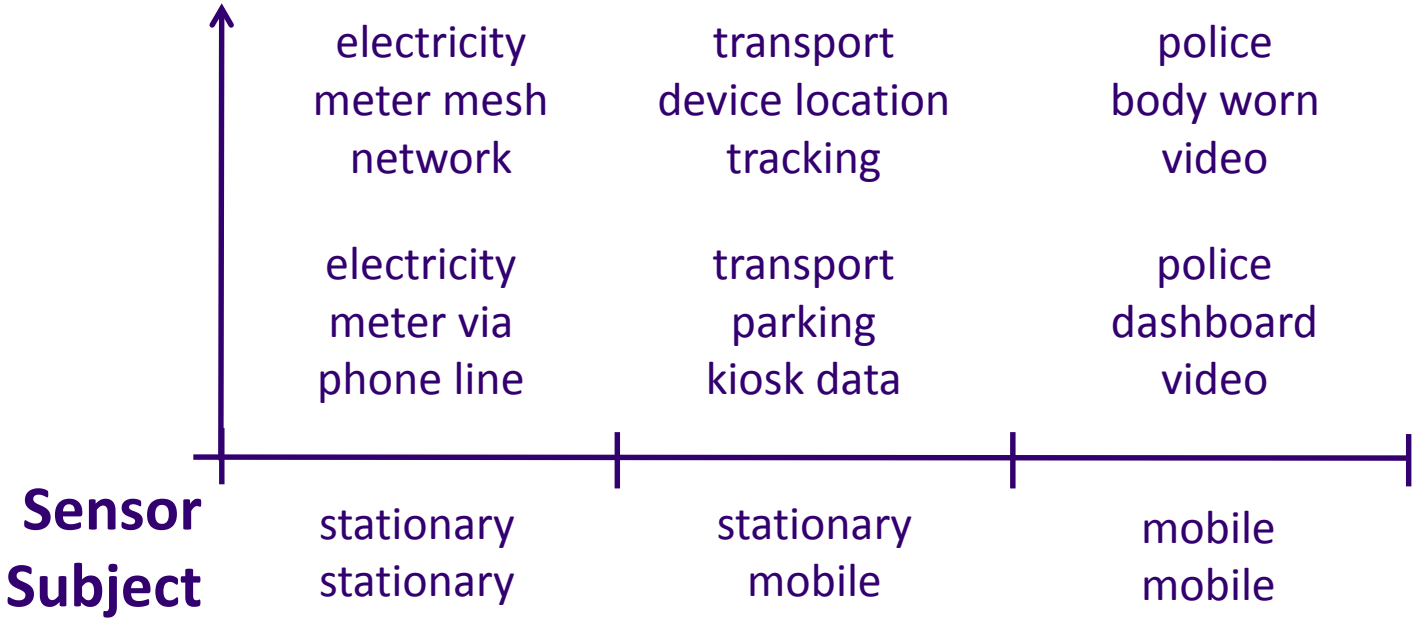 electricity
meter mesh
network
transport
device location
tracking
police
body worn
video
electricity
meter via
phone line
transport
parking
kiosk data
police
dashboard
video
Sensor
stationary
stationary
mobile
Subject
stationary
mobile
mobile